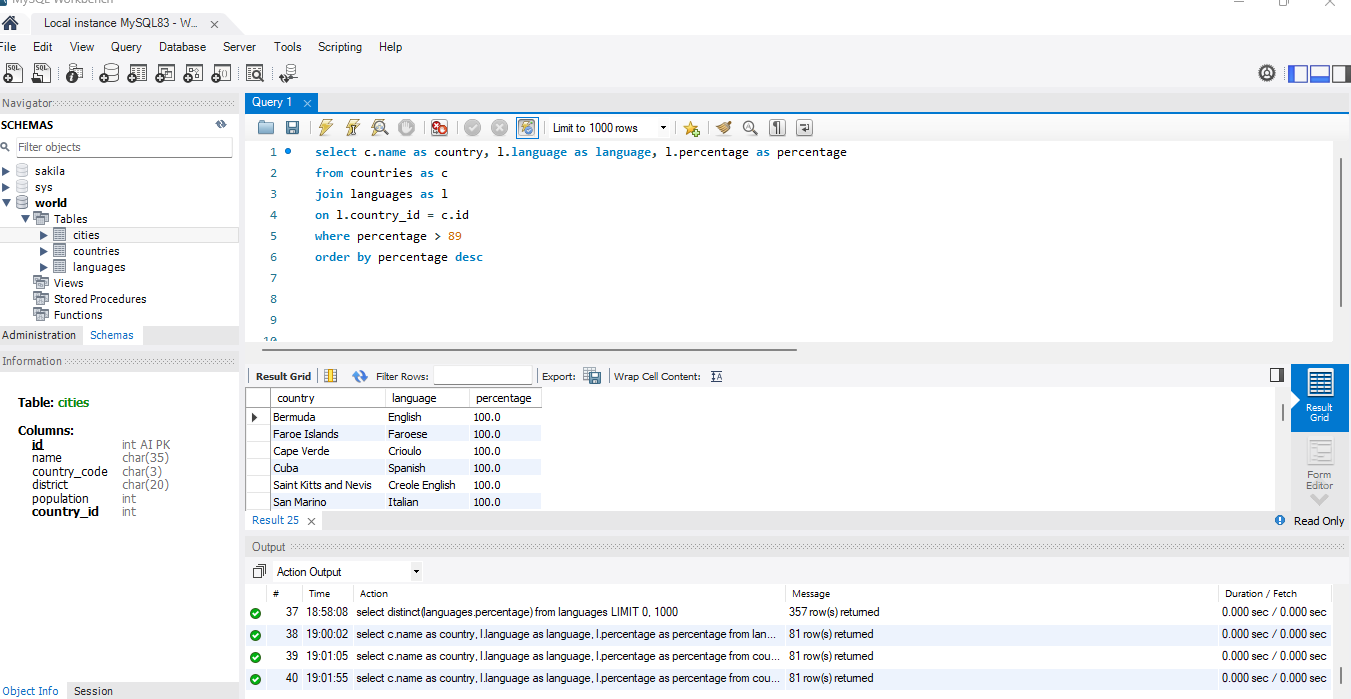 MySQL Workbench
Local instance MySQL83 - W... ×
File Edit View Query Database Server Tools Scripting Help
Navigator
Query 1 ×
SCHEMAS
Filter objects
Limit to 1000 rows
sakila
sys
world
Tables
cities
countries
languages
Views
Stored Procedures
Functions
Administration Schemas
1 select c.name as country, l.language as language, l.percentage as percentage
2 from countries as c
3 join languages as l
4 on l.country_id = c.id
5 where percentage > 89
6 order by percentage desc
7
8
9
10
Information
Table: cities
Columns:
id int AI PK
name char(35)
country_code char(3)
district char(20)
population int
country_id int
Result Grid Filter Rows: Export: Wrap Cell Content: IA
country language percentage
Bermuda English 100.0
Faroe Islands Faroese 100.0
Cape Verde Crioulo 100.0
Cuba Spanish 100.0
Saint Kitts and Nevis Creole English 100.0
San Marino Italian 100.0
Result Grid
Form Editor
Result 25 ×
Read Only
Output
Action Output
# Time Action Message Duration / Fetch
37 18:58:08 select distinct(languages.percentage) from languages LIMIT 0, 1000 357 row(s) returned 0.000 sec / 0.000 sec
38 19:00:02 select c.name as country, l.language as language, l.percentage as percentage from lan... 81 row(s) returned 0.000 sec / 0.000 sec
39 19:01:05 select c.name as country, l.language as language, l.percentage as percentage from cou... 81 row(s) returned 0.000 sec / 0.000 sec
40 19:01:55 select c.name as country, l.language as language, l.percentage as percentage from cou... 81 row(s) returned 0.000 sec / 0.000 sec
Object Info Session